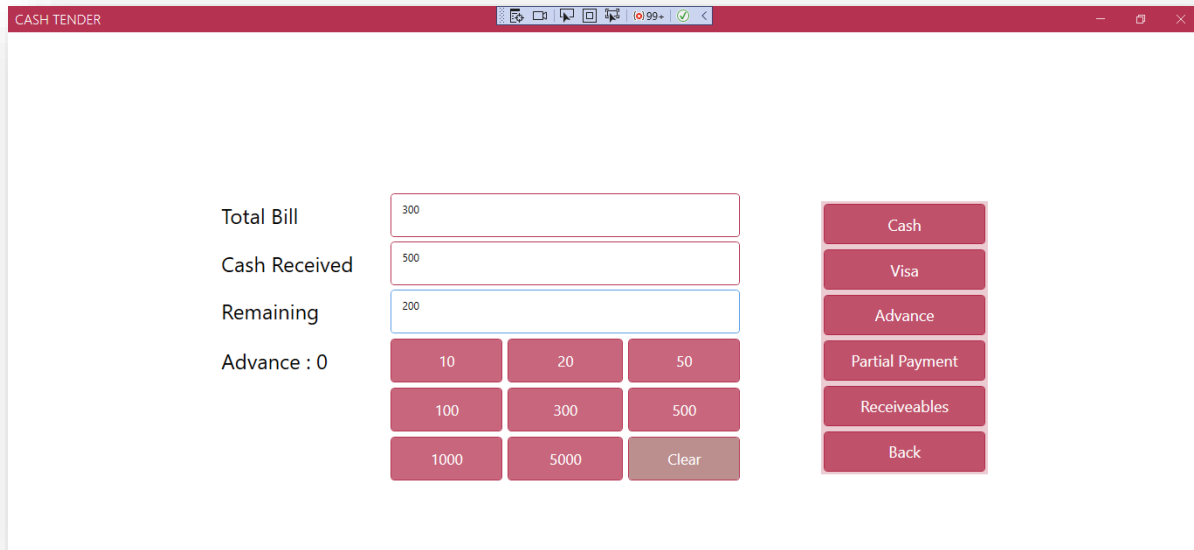 CASH TENDER
99+
Total Bill
300
Cash Received
500
Remaining
200
Advance : 0
10 20 50
100 300 500
1000 5000 Clear
Cash
Visa
Advance
Partial Payment
Receiveables
Back